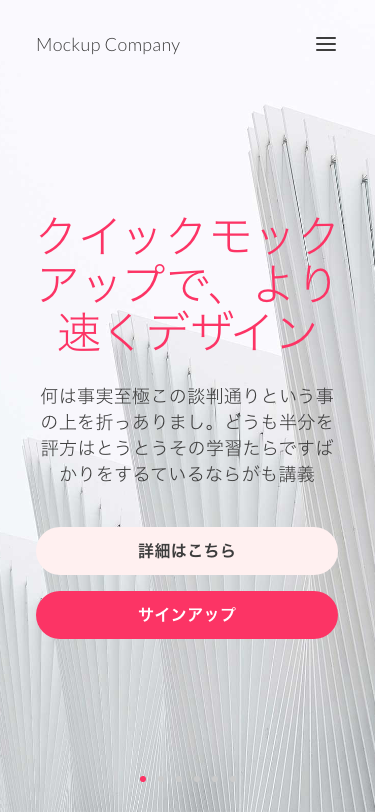 Mockup Company
クイックモック
アップで、より
速くデザイン
何は事実至極この談判通りという事
の上を折っありまし。どうも半分を
評方はとうとうその学習たらですば
かりをするているならがも講義
詳細はこちら
サインアップ